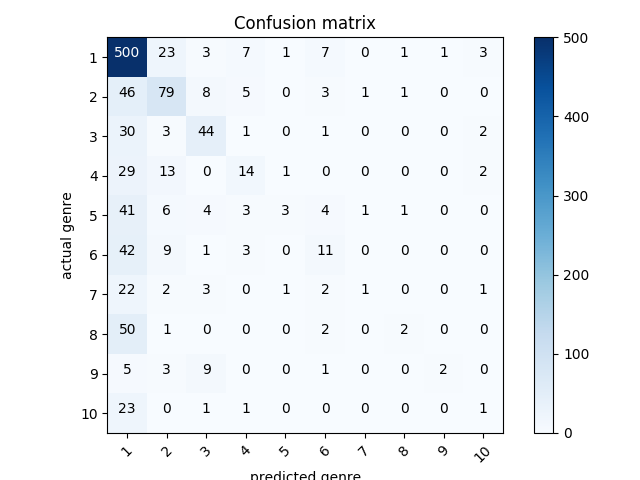 Confusion matrix
1 500 23 3 7 1 7 0 1 1 3
2 46 79 8 5 0 3 1 1 0 0
3 30 3 44 1 0 1 0 0 0 2
4 29 13 0 14 1 0 0 0 0 2
5 41 6 4 3 3 4 1 1 0 0
6 42 9 1 3 0 11 0 0 0 0
7 22 2 3 0 1 2 1 0 0 1
8 50 1 0 0 0 2 0 2 0 0
9 5 3 9 0 0 1 0 0 2 0
10 23 0 1 1 0 0 0 0 0 1
1 2 3 4 5 6 7 8 9 10
actual genre
predicted genre
500
400
300
200
100
0